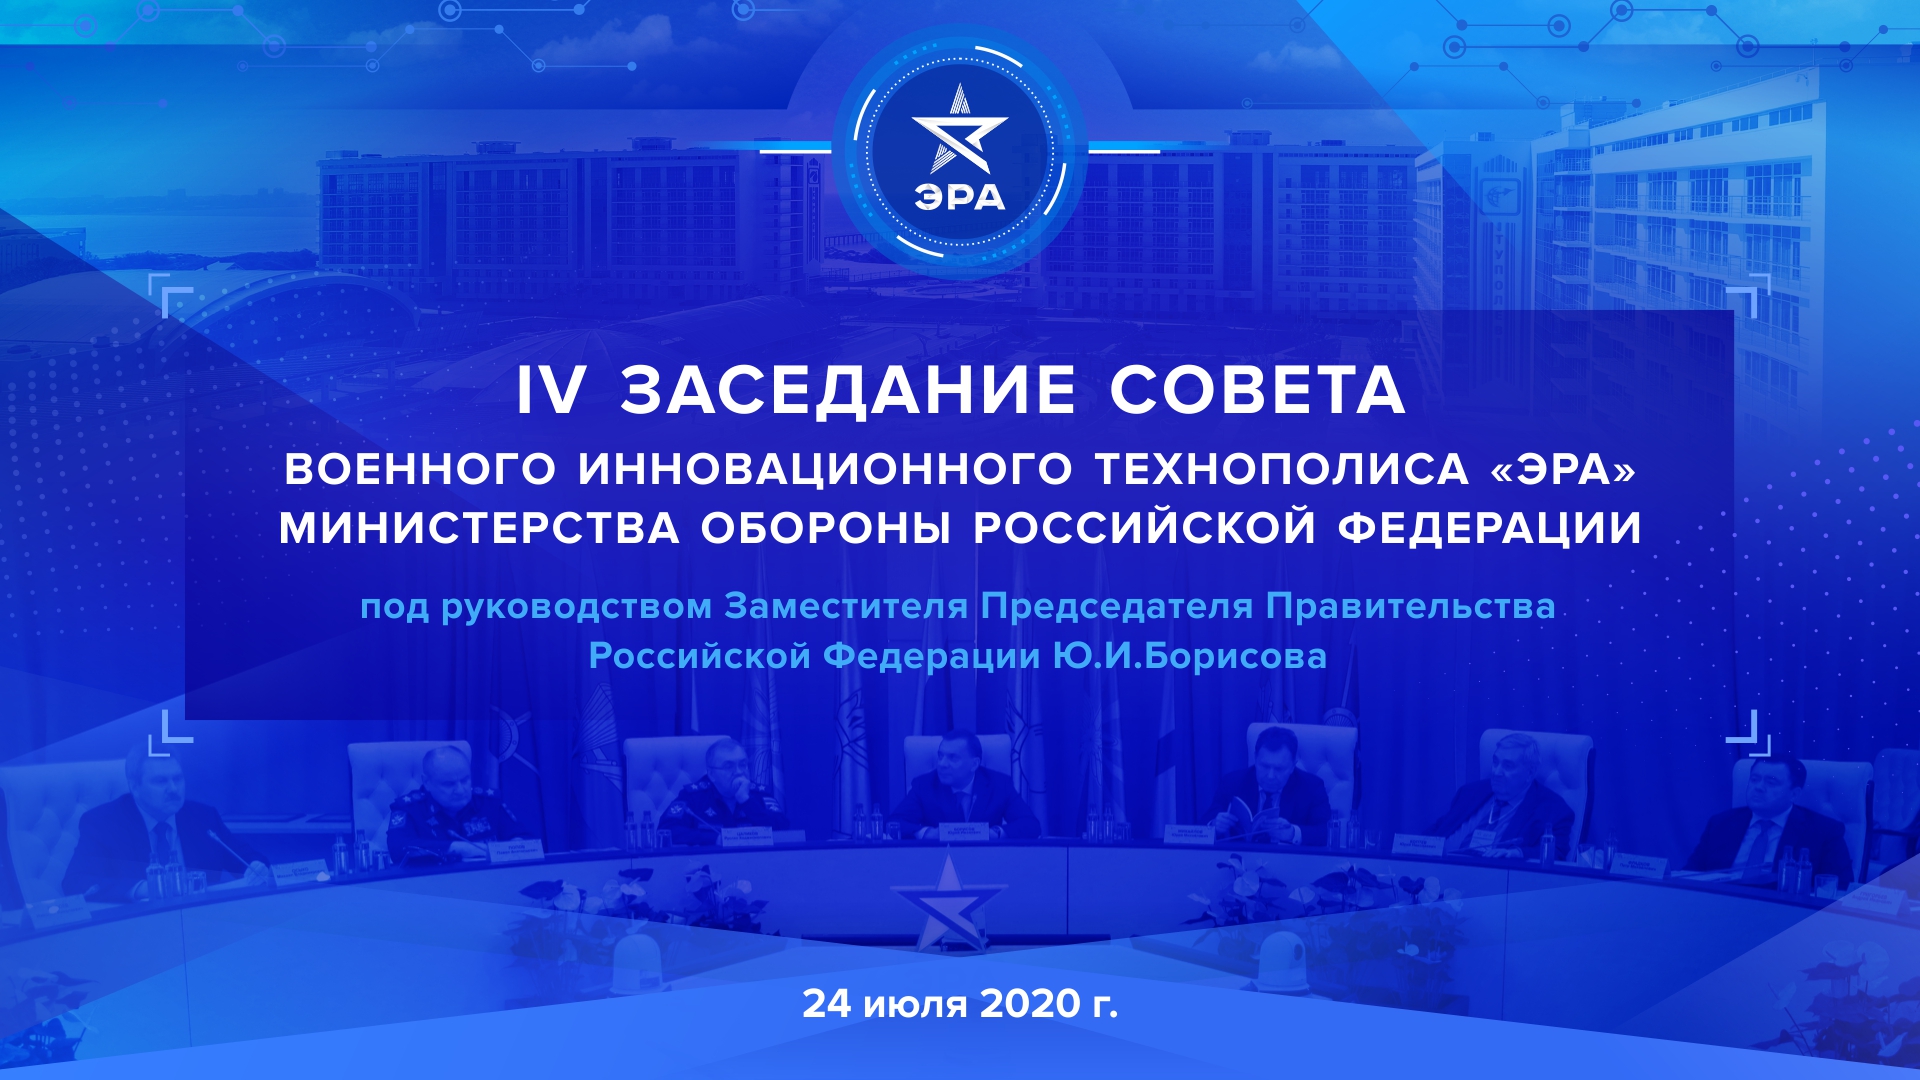 ЭРА
IV ЗАСЕДАНИЕ СОВЕТА
ВОЕННОГО ИННОВАЦИОННОГО ТЕХНОПОЛИСА «ЭРА»
МИНИСТЕРСТВА ОБОРОНЫ РОССИЙСКОЙ ФЕДЕРАЦИИ
под руководством Заместителя Председателя Правительства
Российской Федерации Ю.И.Борисова
24 июля 2020 г.